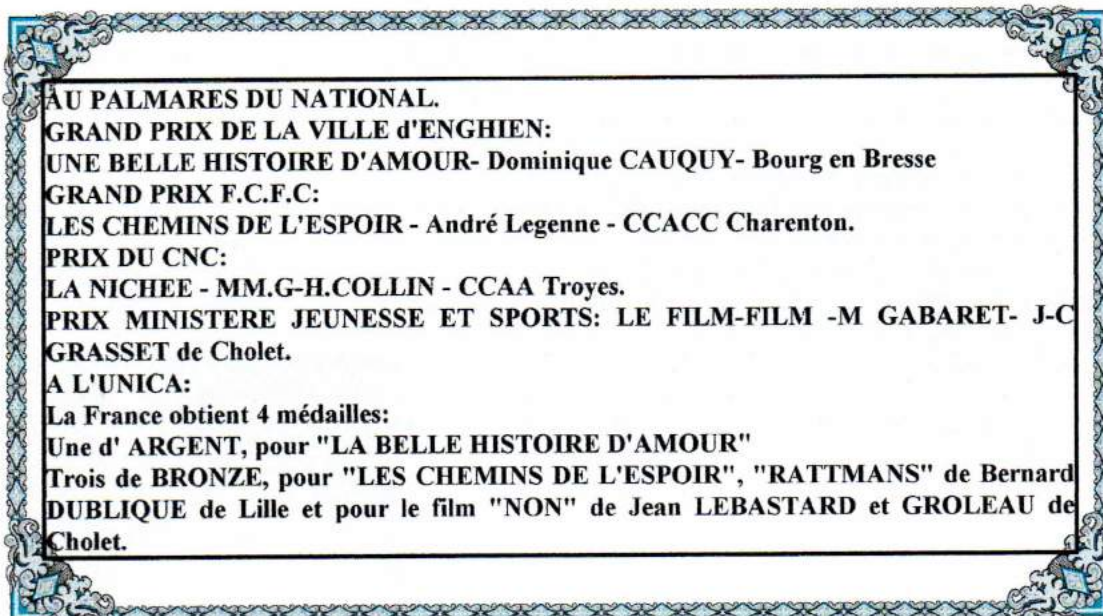 AU PALMARES DU NATIONAL.
GRAND PRIX DE LA VILLE d'ENGHIEN:
UNE BELLE HISTOIRE D'AMOUR- Dominique CAUQUY- Bourg en Bresse
GRAND PRIX F.C.F.C:
LES CHEMINS DE L'ESPOIR - André Legenne - CCACC Charenton.
PRIX DU CNC:
LA NICHEE - MM.G-H.COLLIN - CCAA Troyes.
PRIX MINISTERE JEUNESSE ET SPORTS: LE FILM-FILM -M GABARET- J-C
GRASSET de Cholet.
A L'UNICA:
La France obtient 4 médailles:
Une d' ARGENT, pour "LA BELLE HISTOIRE D'AMOUR"
Trois de BRONZE, pour "LES CHEMINS DE L'ESPOIR", "RATTMANS" de Bernard
DUBLIQUE de Lille et pour le film "NON" de Jean LEBASTARD et GROLEAU de
Cholet.